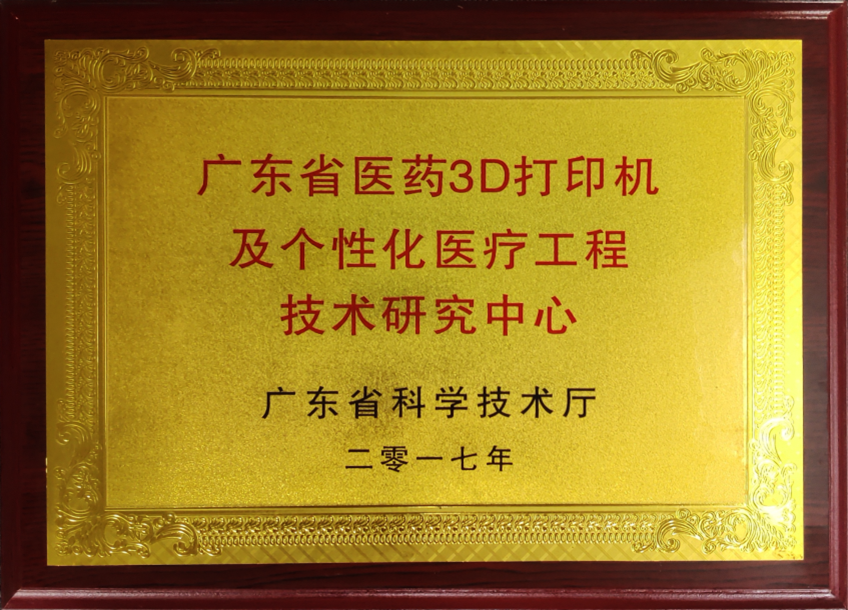 广东省医药3D打印机
及个性化医疗工程
技术研究中心
广东省科学技术厅
二零一七年